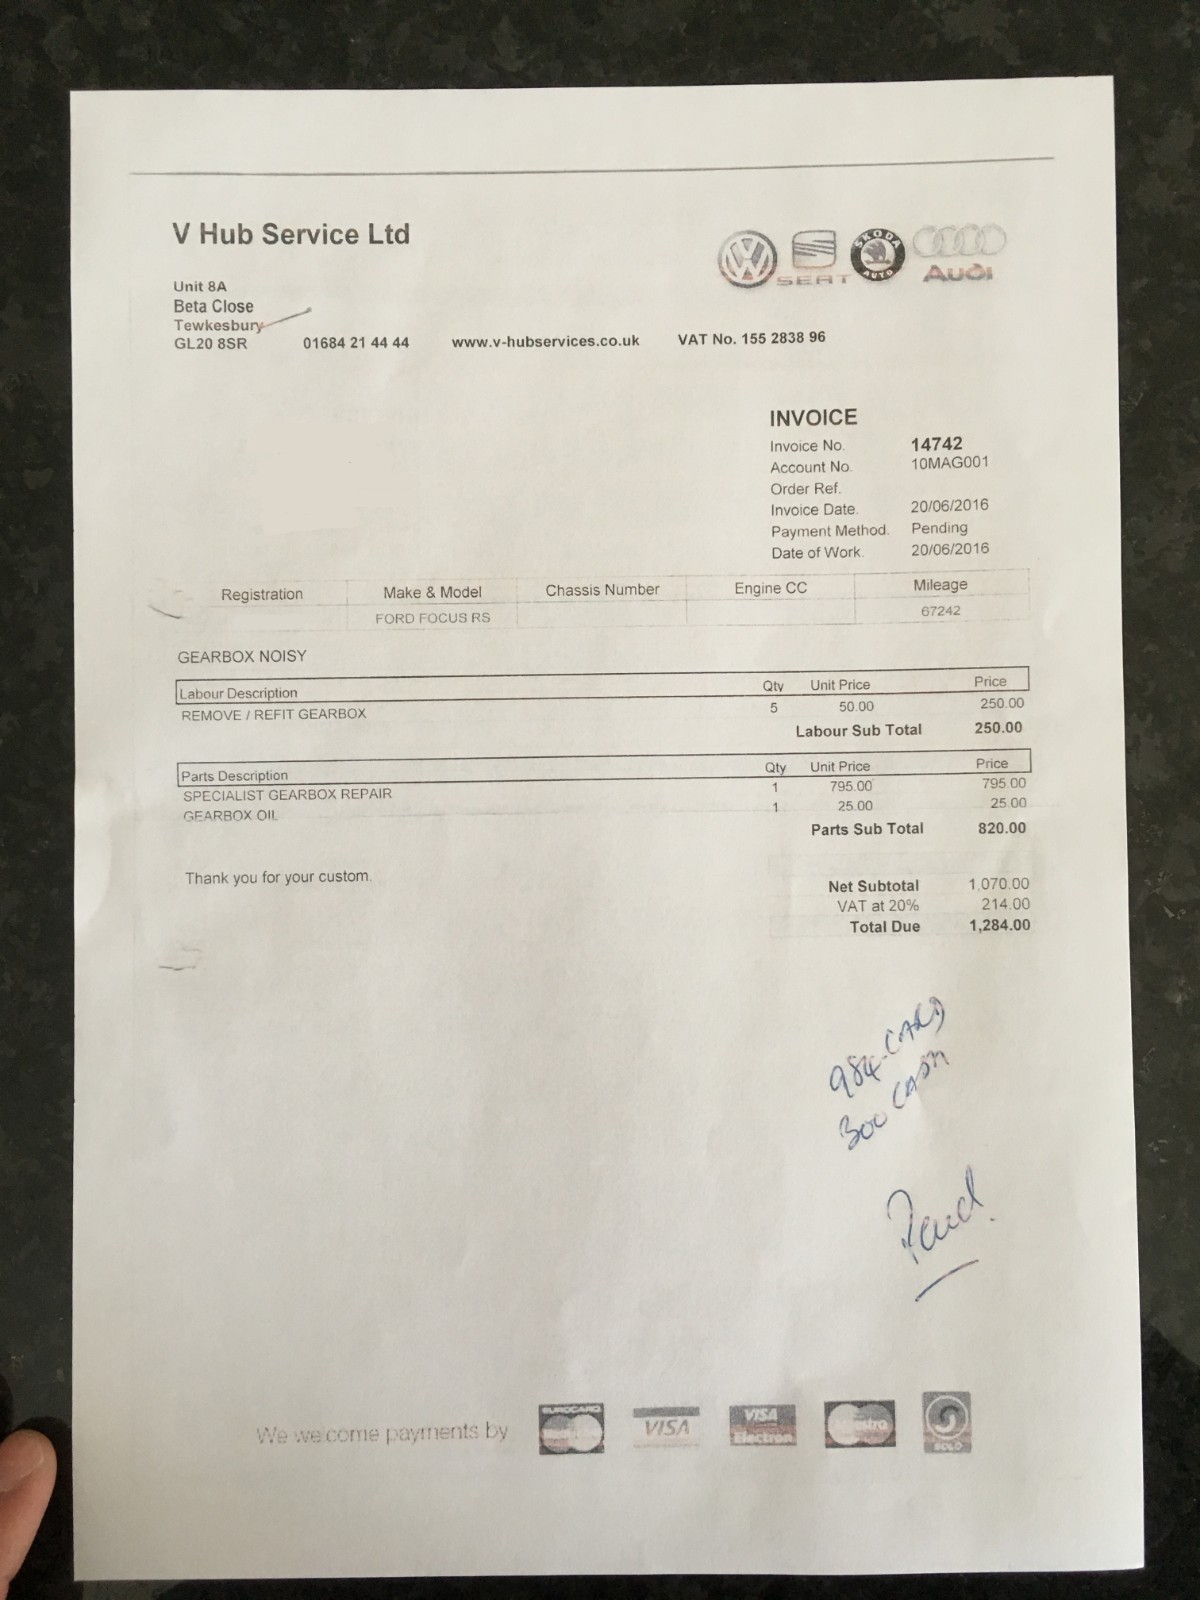 V Hub Service Ltd
SEAT
SKODA
AUTO
Audi
Unit 8A
Beta Close
Tewkesbury
GL20 8SR 01684 21 44 44 www.v-hubservices.co.uk VAT No. 155 2838 96
INVOICE
Invoice No. 14742
Account No. 10MAG001
Order Ref.
Invoice Date. 20/06/2016
Payment Method. Pending
Date of Work. 20/06/2016
Registration Make & Model Chassis Number Engine CC Mileage
FORD FOCUS RS 67242
GEARBOX NOISY
Labour Description Qty Unit Price Price
REMOVE / REFIT GEARBOX 5 50.00 250.00
Labour Sub Total 250.00
Parts Description Qty Unit Price Price
SPECIALIST GEARBOX REPAIR 1 795.00 795.00
GEARBOX OIL 1 25.00 25.00
Parts Sub Total 820.00
Thank you for your custom.
Net Subtotal 1,070.00
VAT at 20% 214.00
Total Due 1,284.00
984 CARD
300 CASH
Paid.
We welcome payments by
EUROCARD
VISA
VISA
Electron
Maestro
SOLO